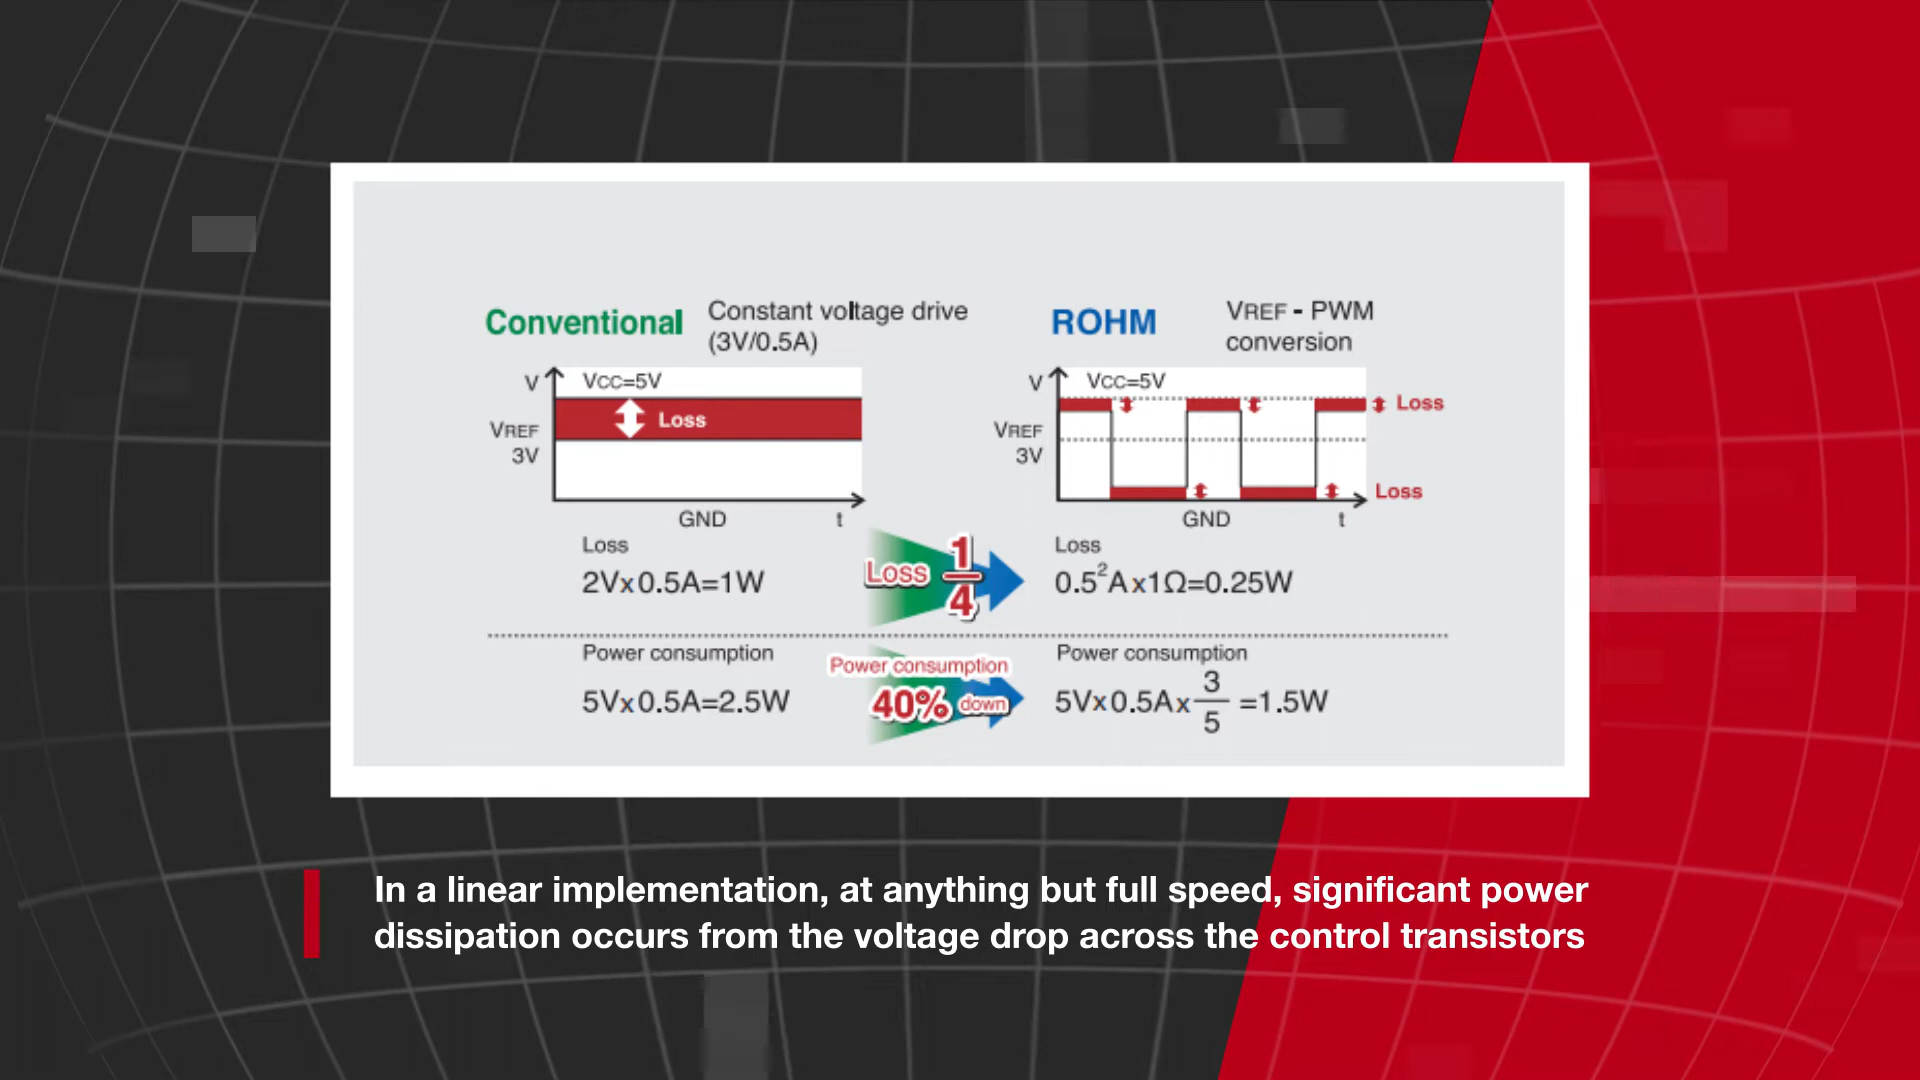 Conventional
Constant voltage drive
(3V/0.5A)
V
VCC=5V
Loss
VREF
3V
GND
t
Loss
2Vx0.5A=1W
Loss 1/4
Power consumption
5Vx0.5A=2.5W
Power consumption
40% down
ROHM
VREF - PWM
conversion
V
VCC=5V
Loss
VREF
3V
Loss
GND
t
Loss
0.5²Ax1Ω=0.25W
Power consumption
5Vx0.5Ax 3/5 =1.5W
In a linear implementation, at anything but full speed, significant power
dissipation occurs from the voltage drop across the control transistors